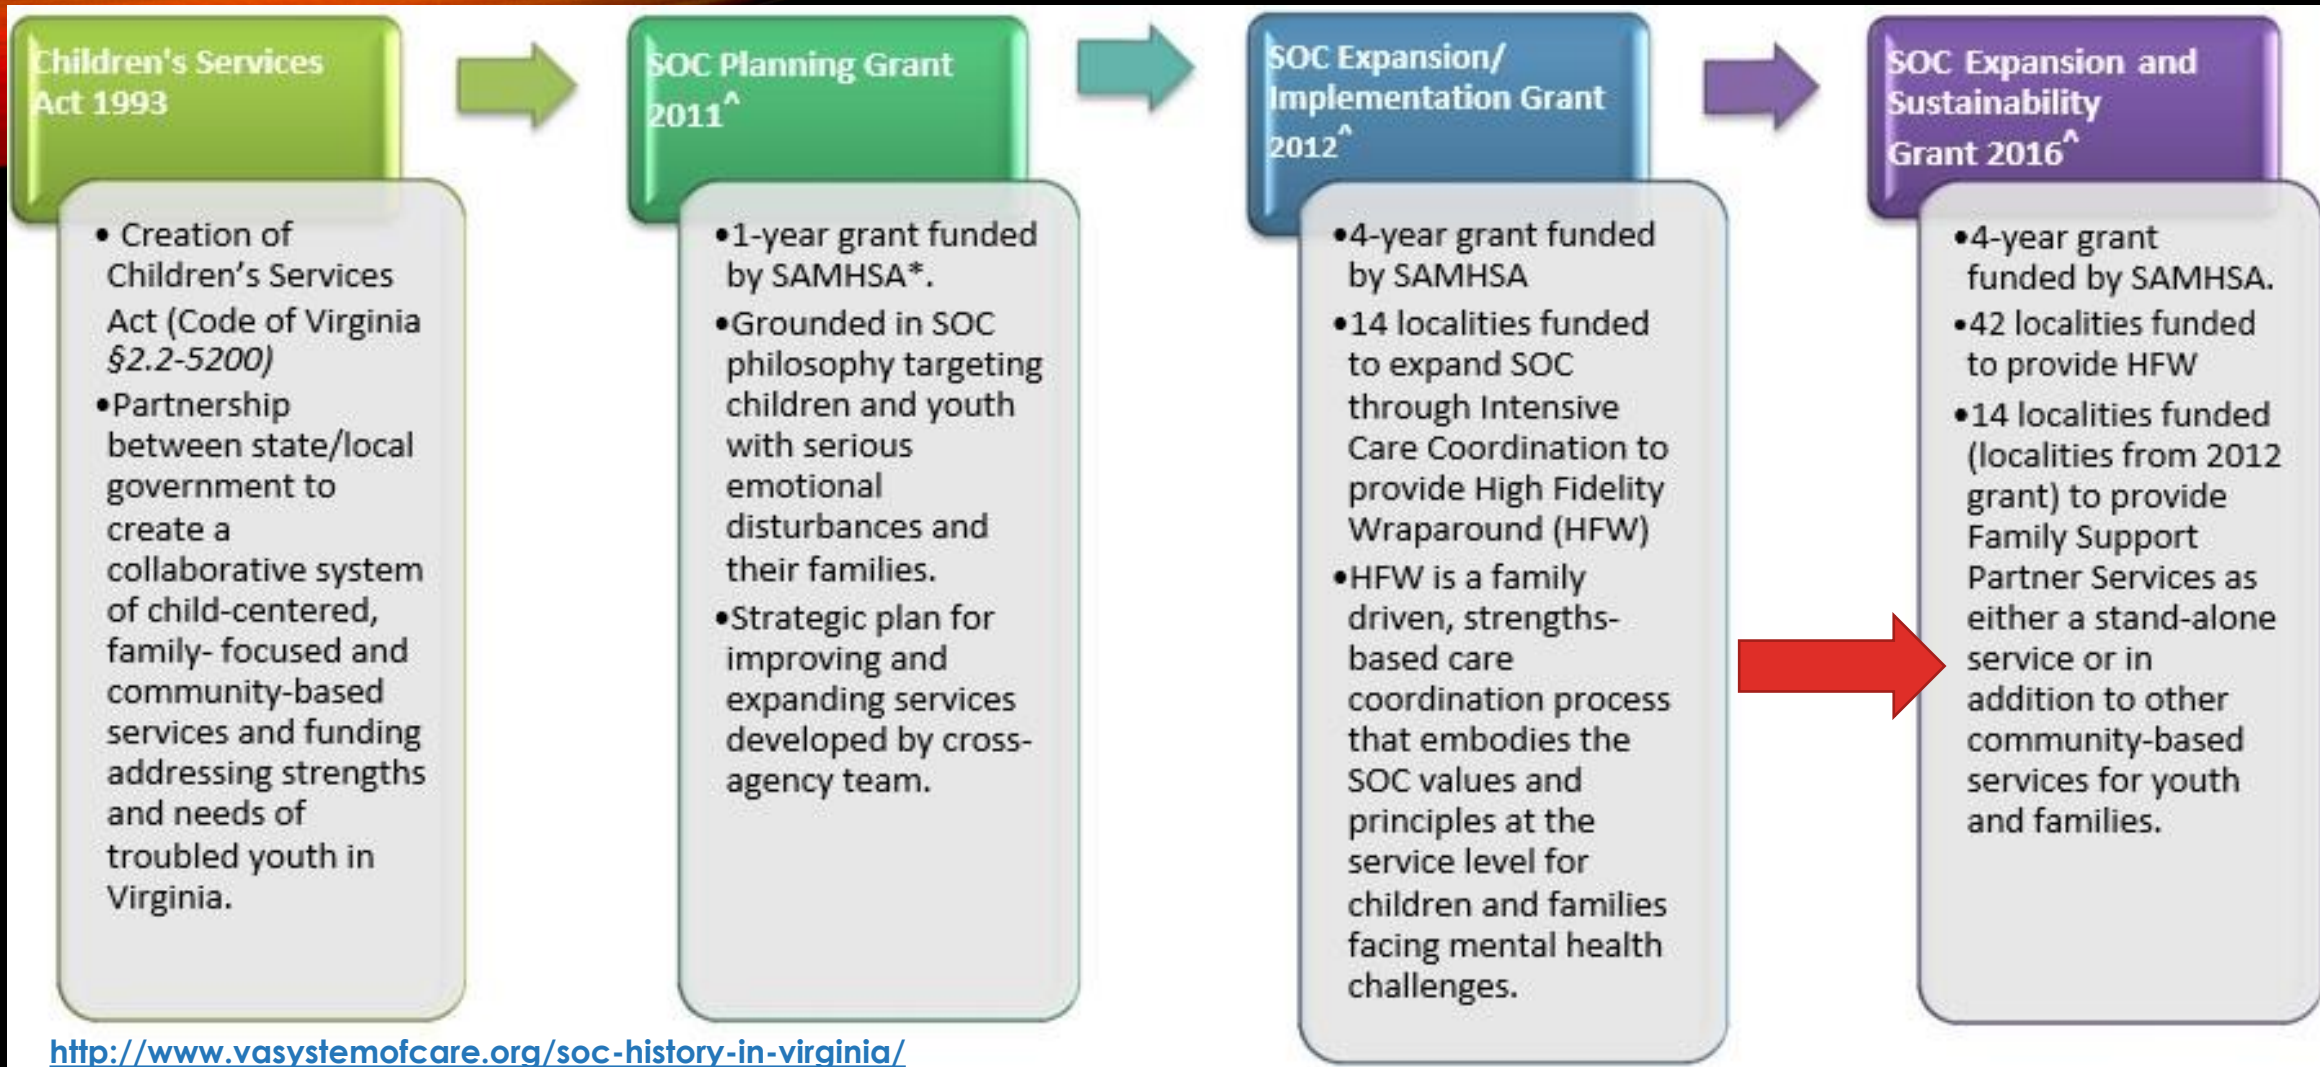 Children's Services
Act 1993
• Creation of
Children’s Services
Act (Code of Virginia
§2.2-5200)
•Partnership
between state/local
government to
create a
collaborative system
of child-centered,
family- focused and
community-based
services and funding
addressing strengths
and needs of
troubled youth in
Virginia.
SOC Planning Grant
2011^
•1-year grant funded
by SAMHSA*.
•Grounded in SOC
philosophy targeting
children and youth
with serious
emotional
disturbances and
their families.
•Strategic plan for
improving and
expanding services
developed by cross-
agency team.
SOC Expansion/
Implementation Grant
2012^
•4-year grant funded
by SAMHSA
•14 localities funded
to expand SOC
through Intensive
Care Coordination to
provide High Fidelity
Wraparound (HFW)
•HFW is a family
driven, strengths-
based care
coordination process
that embodies the
SOC values and
principles at the
service level for
children and families
facing mental health
challenges.
SOC Expansion and
Sustainability
Grant 2016^
•4-year grant
funded by SAMHSA.
•42 localities funded
to provide HFW
•14 localities funded
(localities from 2012
grant) to provide
Family Support
Partner Services as
either a stand-alone
service or in
addition to other
community-based
services for youth
and families.
http://www.vasystemofcare.org/soc-history-in-virginia/